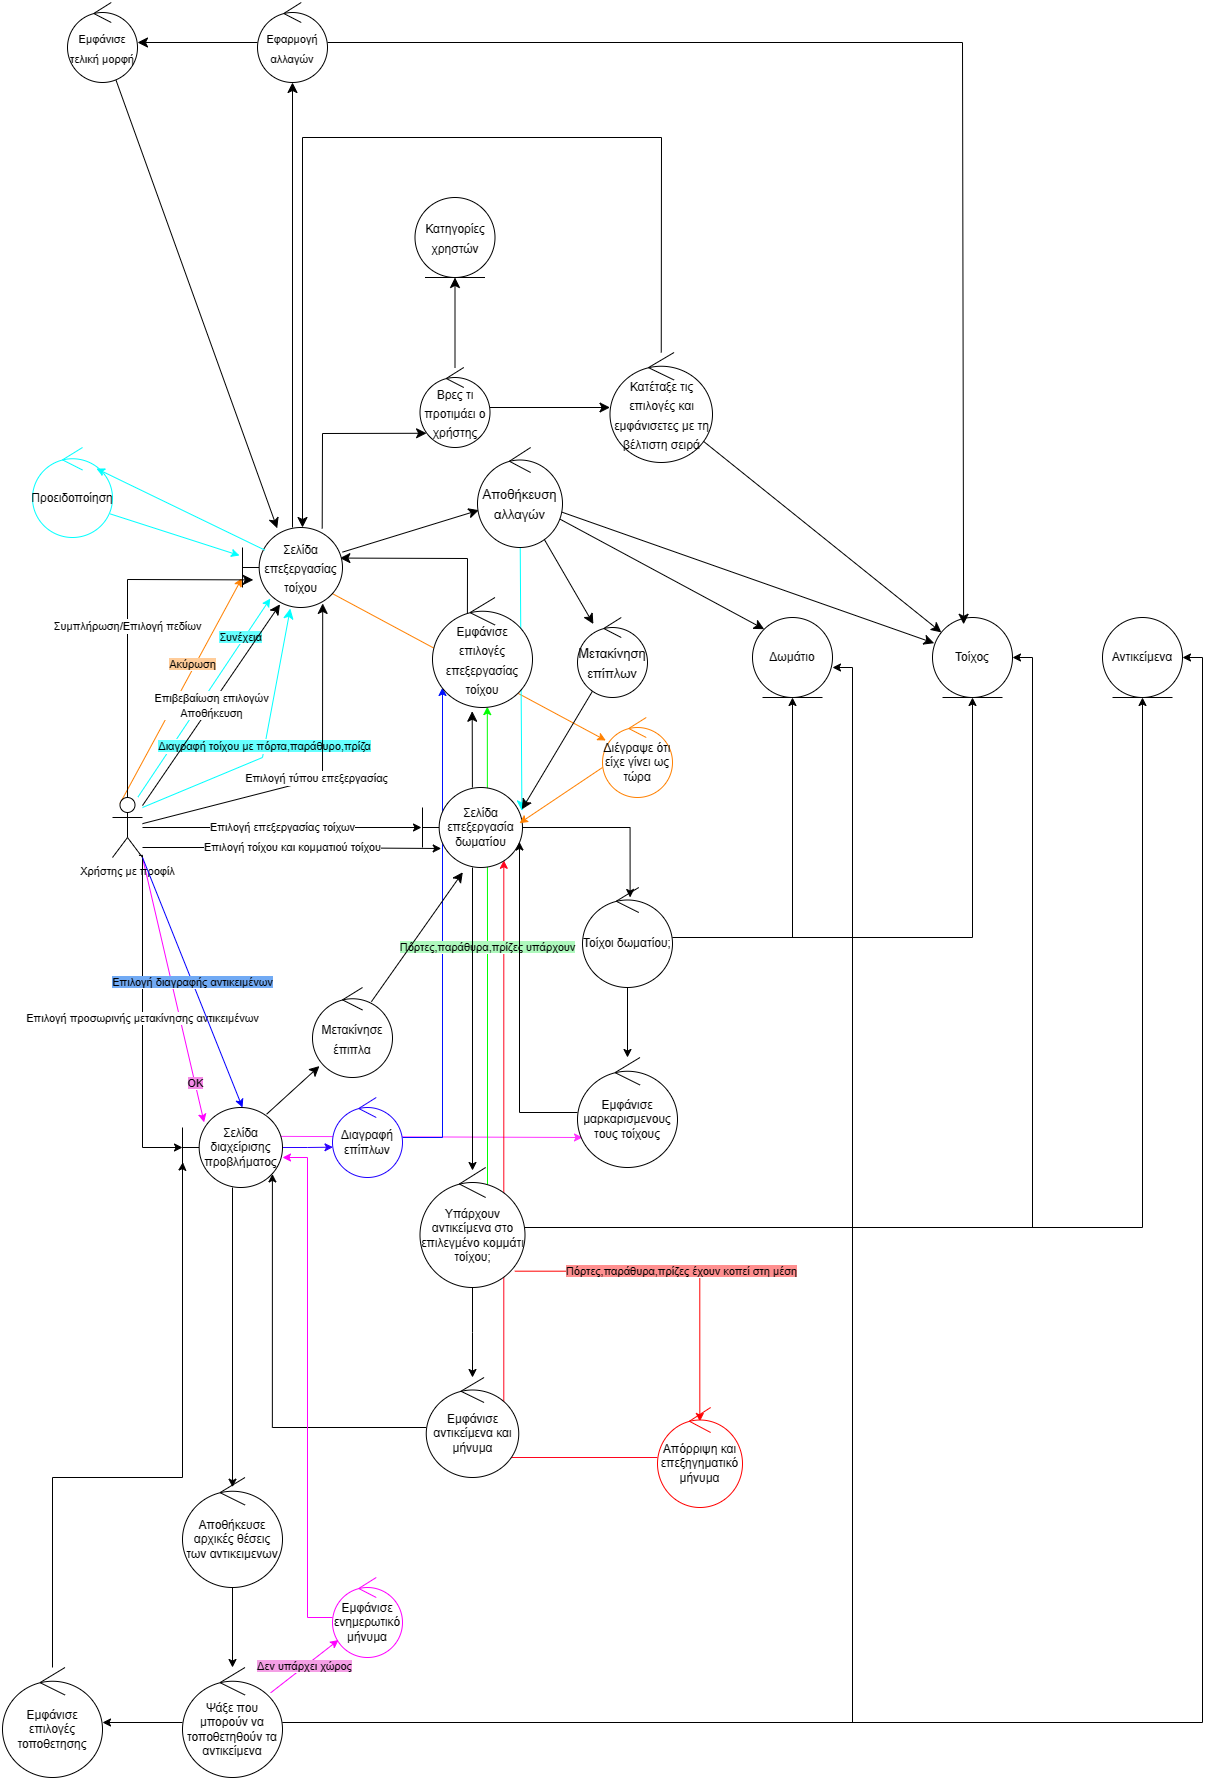 Εμφάνισε
τελική μορφή
Εφαρμογή
αλλαγών
Κατηγορίες
χρηστών
Βρες τι
προτιμάει ο
χρήστης
Κατέταξε τις
επιλογές και
εμφάνισετες με τη
βέλτιστη σειρά
Προειδοποίηση
Αποθήκευση
αλλαγών
Σελίδα
επεξεργασίας
τοίχου
Συμπλήρωση/Επιλογή πεδίων
Συνέχεια
Ακύρωση
Επιβεβαίωση επιλογών
Αποθήκευση
Διαγραφή τοίχου με πόρτα,παράθυρο,πρίζα
Επιλογή τύπου επεξεργασίας
Εμφάνισε
επιλογές
επεξεργασίας
τοίχου
Μετακίνηση
επίπλων
Δωμάτιο
Τοίχος
Αντικείμενα
Διέγραψε ότι
είχε γίνει ως
τώρα
Σελίδα
επεξεργασία
δωματίου
Επιλογή επεξεργασίας τοίχων
Επιλογή τοίχου και κομματιού τοίχου
Χρήστης με προφίλ
Πόρτες,παράθυρα,πρίζες υπάρχουν
Τοίχοι δωματίου;
Επιλογή διαγραφής αντικειμένων
Επιλογή προσωρινής μετακίνησης αντικειμένων
Μετακίνησε
έπιπλα
OK
Εμφάνισε
μαρκαρισμενους
τους τοίχους
Σελίδα
διαχείρισης
προβλήματος
Διαγραφή
επίπλων
Υπάρχουν
αντικείμενα στο
επιλεγμένο κομμάτι
τοίχου;
Πόρτες,παράθυρα,πρίζες έχουν κοπεί στη μέση
Εμφάνισε
αντικείμενα και
μήνυμα
Απόρριψη και
επεξηγηματικό
μήνυμα
Αποθήκευσε
αρχικές θέσεις
των αντικειμενων
Εμφάνισε
ενημερωτικό
μήνυμα
Δεν υπάρχει χώρος
Εμφάνισε
επιλογές
τοποθετησης
Ψάξε που
μπορούν να
τοποθετηθούν τα
αντικείμενα